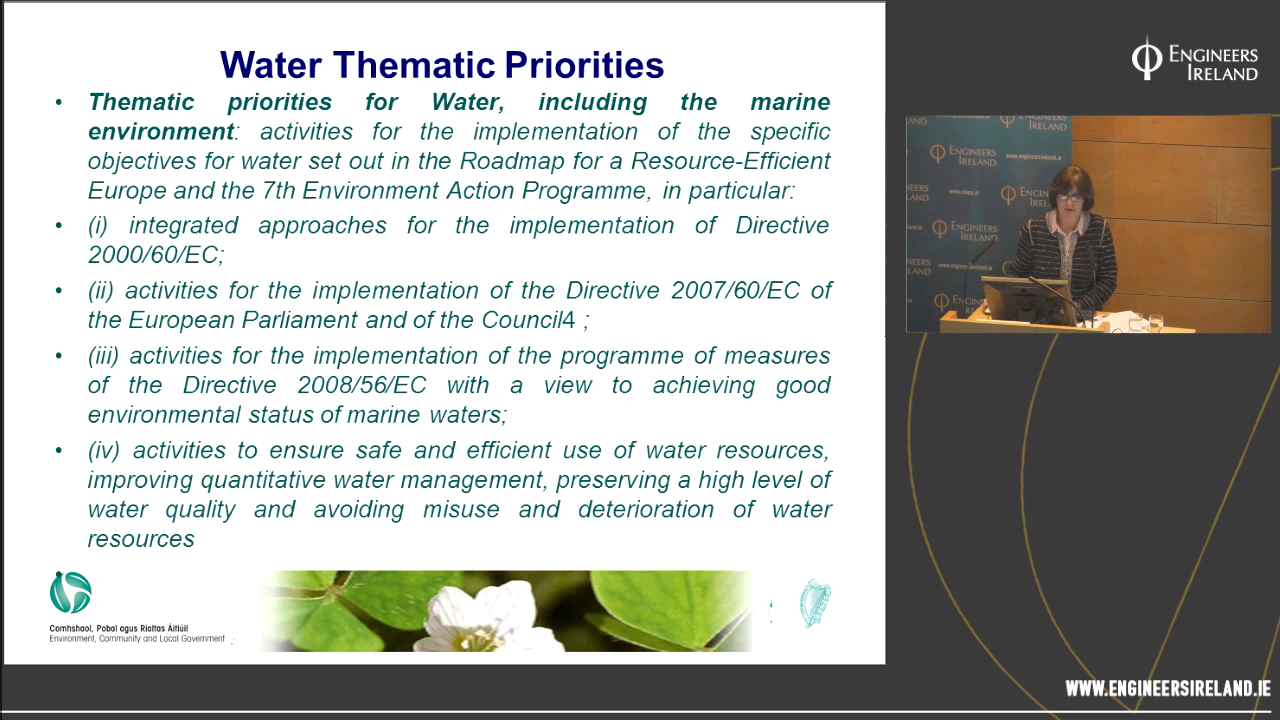 Water Thematic Priorities
• Thematic priorities for Water, including the marine
environment: activities for the implementation of the specific
objectives for water set out in the Roadmap for a Resource-Efficient
Europe and the 7th Environment Action Programme, in particular:
• (i) integrated approaches for the implementation of Directive
2000/60/EC;
• (ii) activities for the implementation of the Directive 2007/60/EC of
the European Parliament and of the Council4 ;
• (iii) activities for the implementation of the programme of measures
of the Directive 2008/56/EC with a view to achieving good
environmental status of marine waters;
• (iv) activities to ensure safe and efficient use of water resources,
improving quantitative water management, preserving a high level of
water quality and avoiding misuse and deterioration of water
resources
Comhshaol, Pobal agus Rialtas Áitiúil
Environment, Community and Local Government
ENGINEERS
IRELAND
ENGINEERS
IRELAND
www.engineersireland.ie
ENGINEERS
IRELAND
WWW.ENGINEERSIRELAND.IE